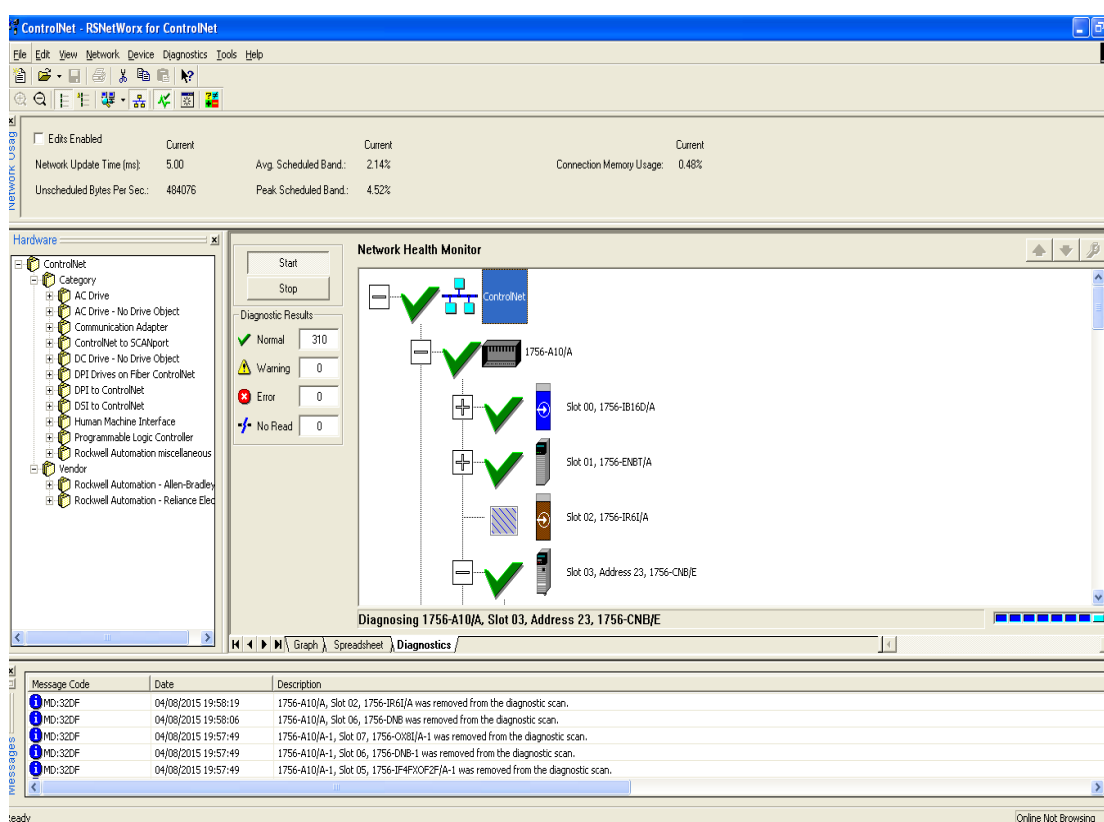 ControlNet - RSNetWorx for ControlNet
File Edit View Network Device Diagnostics Tools Help
Network Usag
Edits Enabled
Current
Current
Current
Network Update Time (ms): 5.00
Avg. Scheduled Band.: 2.14%
Connection Memory Usage: 0.48%
Unscheduled Bytes Per Sec.: 484076
Peak Scheduled Band.: 4.52%
Hardware
ControlNet
Category
AC Drive
AC Drive - No Drive Object
Communication Adapter
ControlNet to SCANport
DC Drive - No Drive Object
DPI Drives on Fiber ControlNet
DPI to ControlNet
DSI to ControlNet
Human Machine Interface
Programmable Logic Controller
Rockwell Automation miscellaneous
Vendor
Rockwell Automation - Allen-Bradley
Rockwell Automation - Reliance Elec
Start
Stop
Diagnostic Results
Normal 310
Warning 0
Error 0
No Read 0
Network Health Monitor
ControlNet
1756-A10/A
Slot 00, 1756-IB16D/A
Slot 01, 1756-ENBT/A
Slot 02, 1756-IR6I/A
Slot 03, Address 23, 1756-CNB/E
Diagnosing 1756-A10/A, Slot 03, Address 23, 1756-CNB/E
Graph Spreadsheet Diagnostics
Messages
Message Code Date Description
MD:32DF 04/08/2015 19:58:19 1756-A10/A, Slot 02, 1756-IR6I/A was removed from the diagnostic scan.
MD:32DF 04/08/2015 19:58:06 1756-A10/A, Slot 06, 1756-DNB was removed from the diagnostic scan.
MD:32DF 04/08/2015 19:57:49 1756-A10/A-1, Slot 07, 1756-OX8I/A-1 was removed from the diagnostic scan.
MD:32DF 04/08/2015 19:57:49 1756-A10/A-1, Slot 06, 1756-DNB-1 was removed from the diagnostic scan.
MD:32DF 04/08/2015 19:57:49 1756-A10/A-1, Slot 05, 1756-IF4FXOF2F/A-1 was removed from the diagnostic scan.
eady
Online Not Browsing